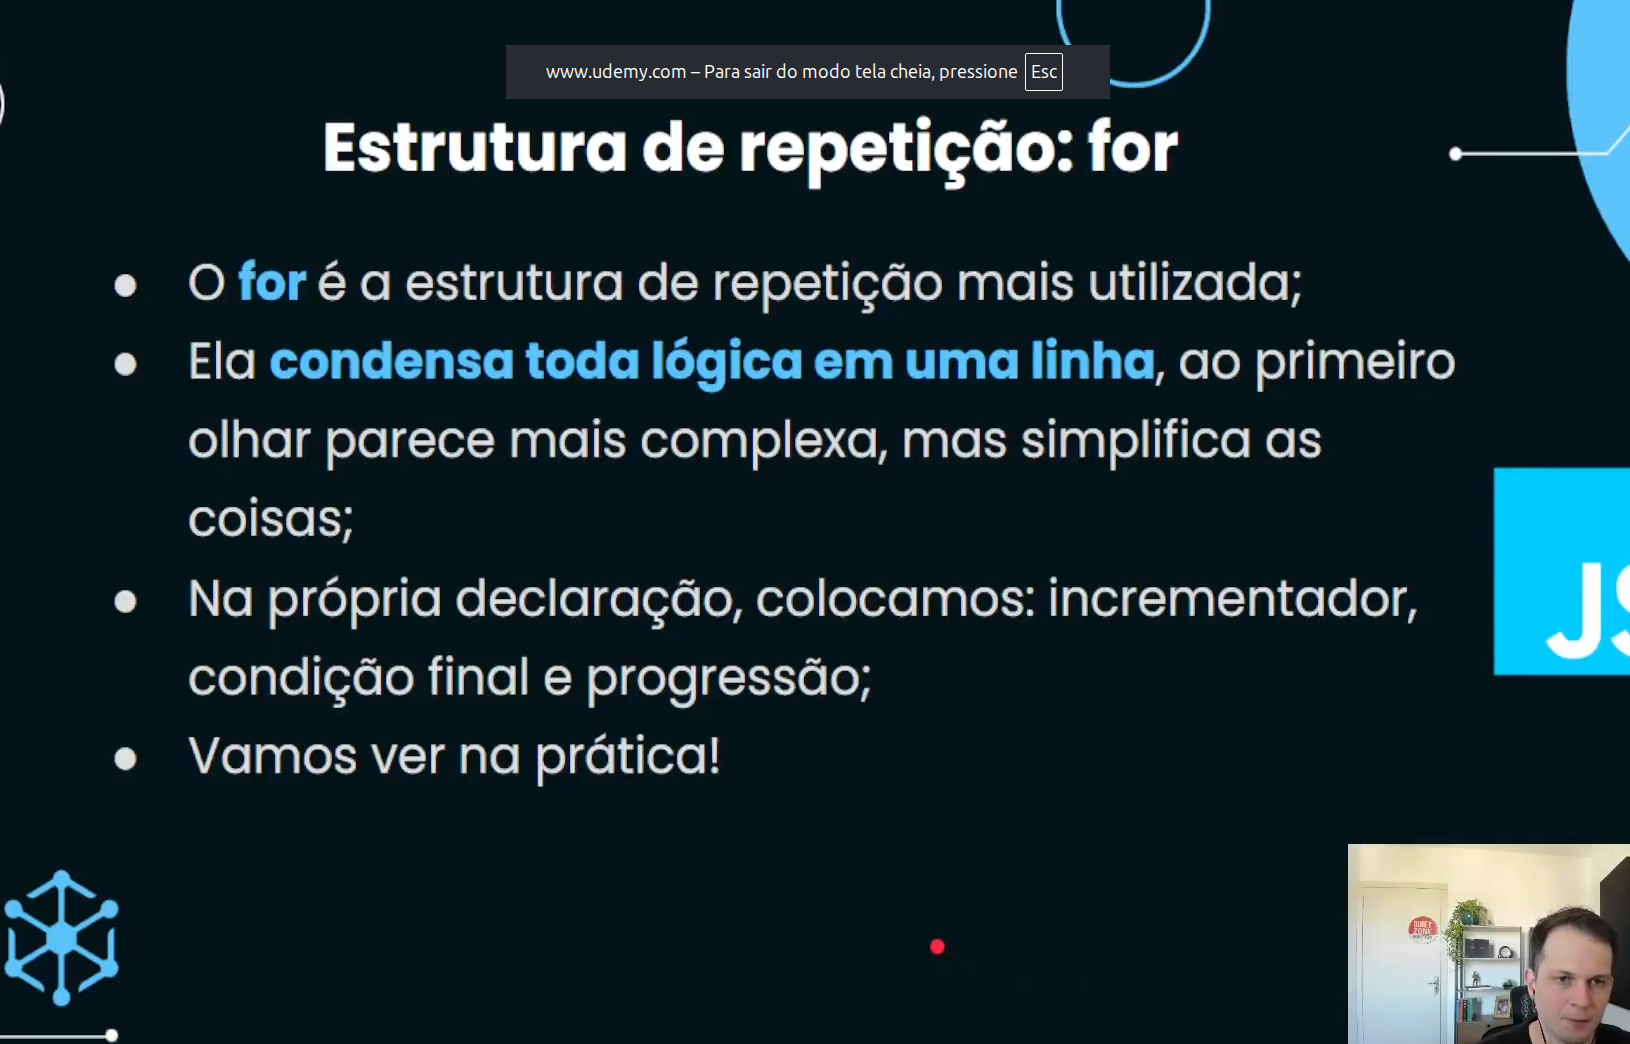 www.udemy.com – Para sair do modo tela cheia, pressione Esc
Estrutura de repetição: for
● O for é a estrutura de repetição mais utilizada;
● Ela condensa toda lógica em uma linha, ao primeiro
olhar parece mais complexa, mas simplifica as
coisas;
● Na própria declaração, colocamos: incrementador,
condição final e progressão;
● Vamos ver na prática!
JS
QUIET
ZONE